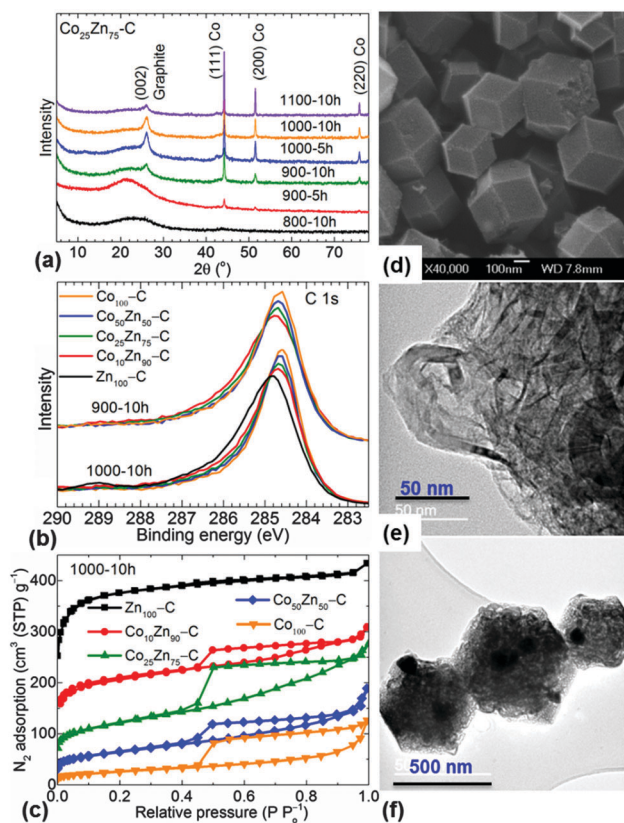 Co25Zn75-C
(002)
Graphite
(111) Co
(200) Co
(220) Co
1100-10h
1000-10h
1000-5h
900-10h
900-5h
800-10h
Intensity
10 20 30 40 50 60 70
2θ (°)
(a)
C 1s
Co100–C
Co50Zn50–C
Co25Zn75–C
Co10Zn90–C
Zn100–C
900-10h
1000-10h
Intensity
290 289 288 287 286 285 284 283
Binding energy (eV)
(b)
1000-10h
Zn100–C
Co10Zn90–C
Co25Zn75–C
Co50Zn50–C
Co100–C
400
300
200
100
0
N2 adsorption (cm3 (STP) g-1)
0.0 0.2 0.4 0.6 0.8 1.0
Relative pressure (P Po-1)
(c)
(d)
X40,000 100nm WD 7.8mm
50 nm
50 nm
(e)
500 nm
(f)